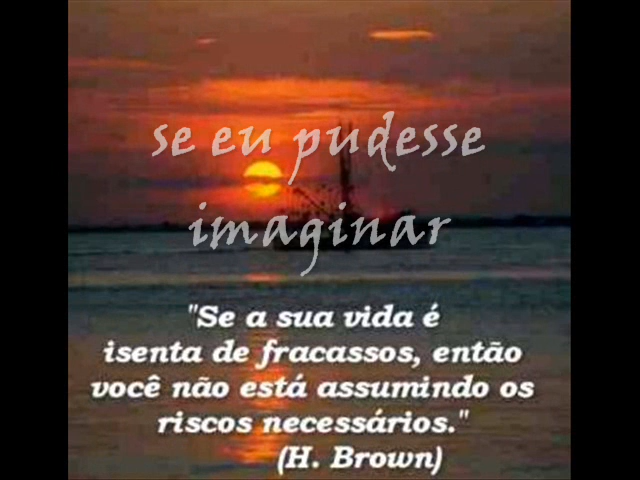 se eu pudesse
imaginar
"Se a sua vida é
isenta de fracassos, então
você não está assumindo os
riscos necessários."
(H. Brown)